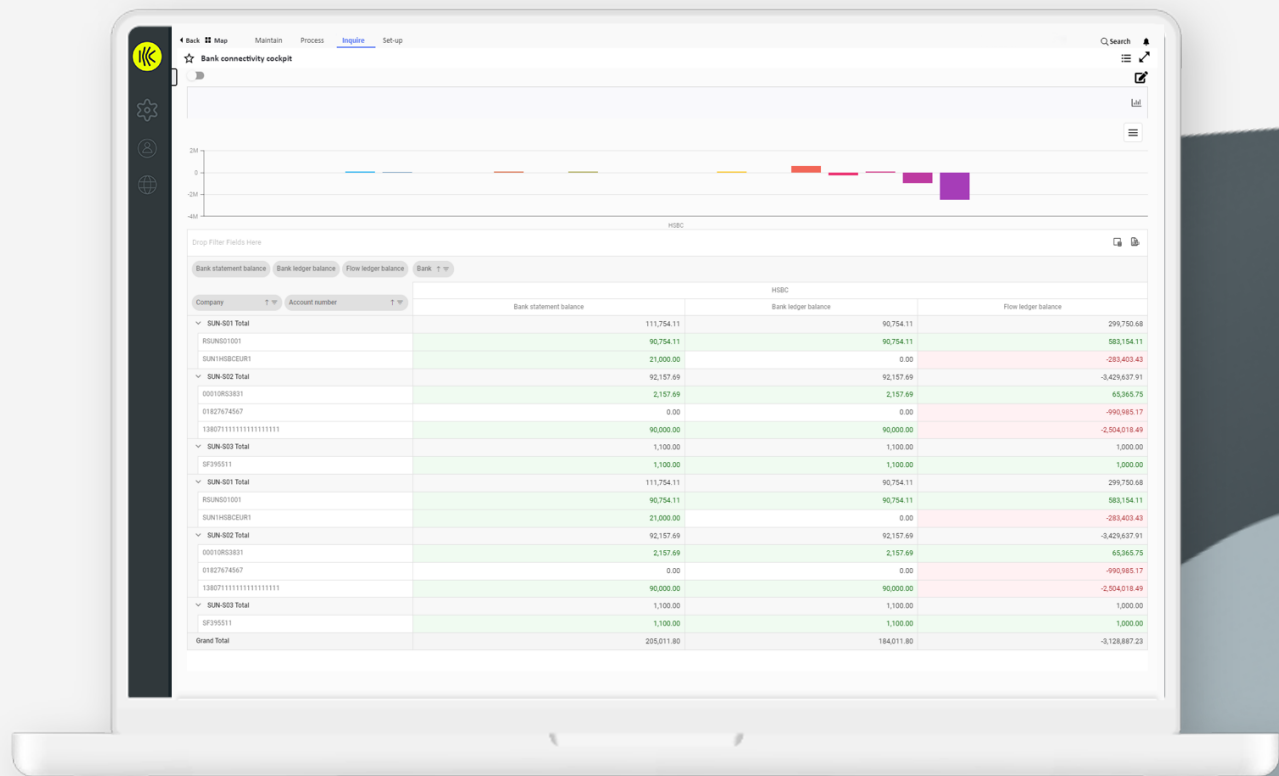 Back Map Maintain Process Inquire Set-up Search
Bank connectivity cockpit
2M
0
-2M
-4M
HSBC
Drop Filter Fields Here
Bank statement balance Bank ledger balance Flow ledger balance Bank
HSBC
Company Account number
Bank statement balance Bank ledger balance Flow ledger balance
SUN-S01 Total 111,754.11 90,754.11 299,750.68
RSUNS01001 90,754.11 90,754.11 583,154.11
SUN1HSBCEUR1 21,000.00 0.00 -283,403.43
SUN-S02 Total 92,157.69 92,157.69 -3,429,637.91
00010RS3831 2,157.69 2,157.69 65,365.75
01827674567 0.00 0.00 -990,985.17
138071111111111111111 90,000.00 90,000.00 -2,504,018.49
SUN-S03 Total 1,100.00 1,100.00 1,000.00
SF395511 1,100.00 1,100.00 1,000.00
SUN-S01 Total 111,754.11 90,754.11 299,750.68
RSUNS01001 90,754.11 90,754.11 583,154.11
SUN1HSBCEUR1 21,000.00 0.00 -283,403.43
SUN-S02 Total 92,157.69 92,157.69 -3,429,637.91
00010RS3831 2,157.69 2,157.69 65,365.75
01827674567 0.00 0.00 -990,985.17
138071111111111111111 90,000.00 90,000.00 -2,504,018.49
SUN-S03 Total 1,100.00 1,100.00 1,000.00
SF395511 1,100.00 1,100.00 1,000.00
Grand Total 205,011.80 184,011.80 -3,128,887.23